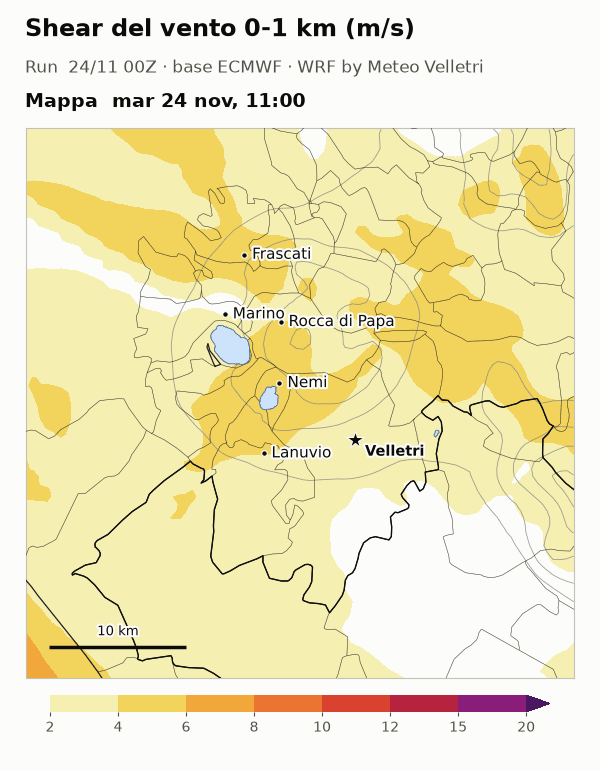 Shear del vento 0-1 km (m/s)
Run  24/11 00Z · base ECMWF · WRF by Meteo Velletri
Mappa  mar 24 nov, 11:00
Frascati
Marino
Rocca di Papa
Nemi
Velletri
Lanuvio
10 km
2 4 6 8 10 12 15 20